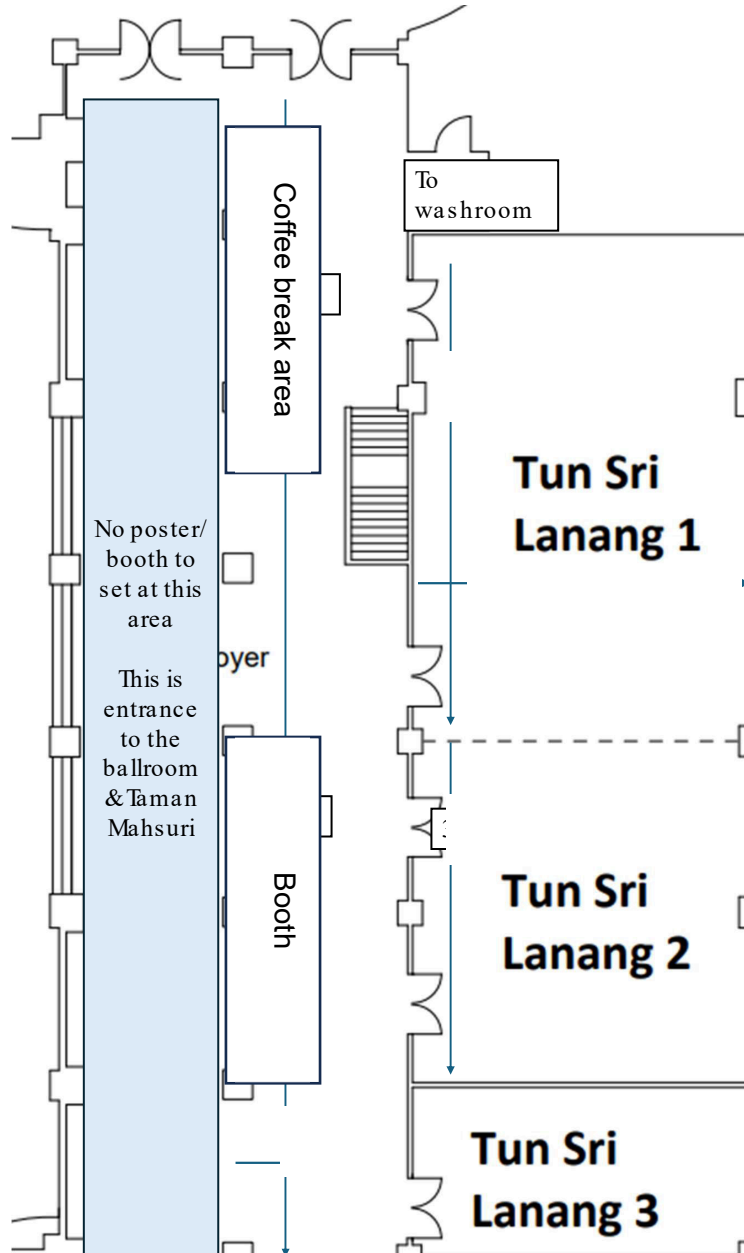 To
washroom
Coffee break area
Tun Sri
Lanang 1
No poster/
booth to
set at this
area
This is
entrance
to the
ballroom
& Taman
Mahsuri
oyer
Booth
Tun Sri
Lanang 2
Tun Sri
Lanang 3